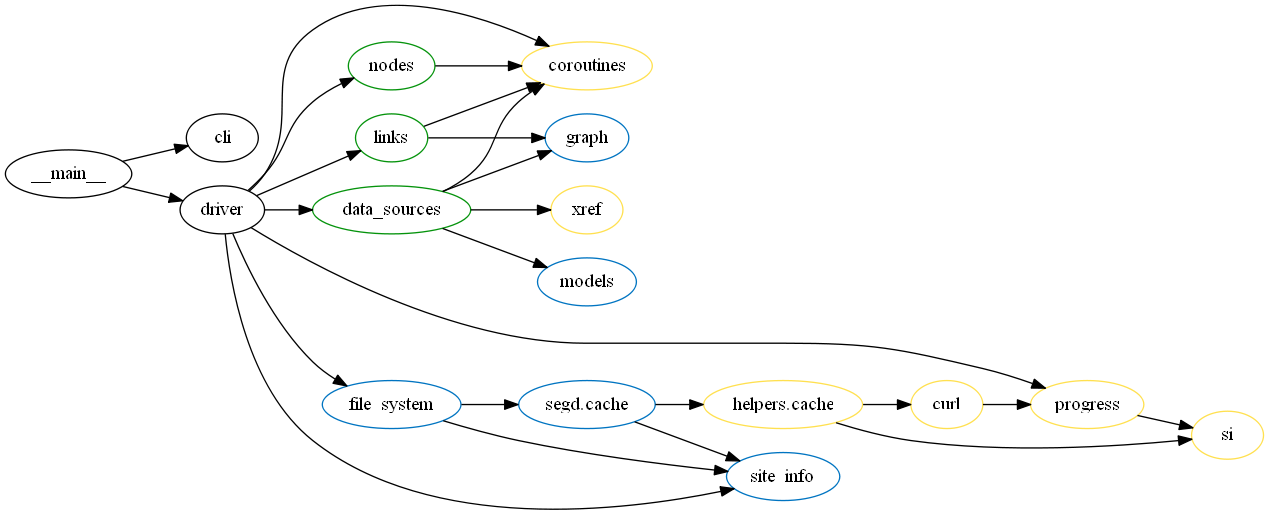 __main__
cli
driver
nodes
links
data_sources
coroutines
graph
xref
models
file_system
segd.cache
helpers.cache
curl
progress
si
site_info